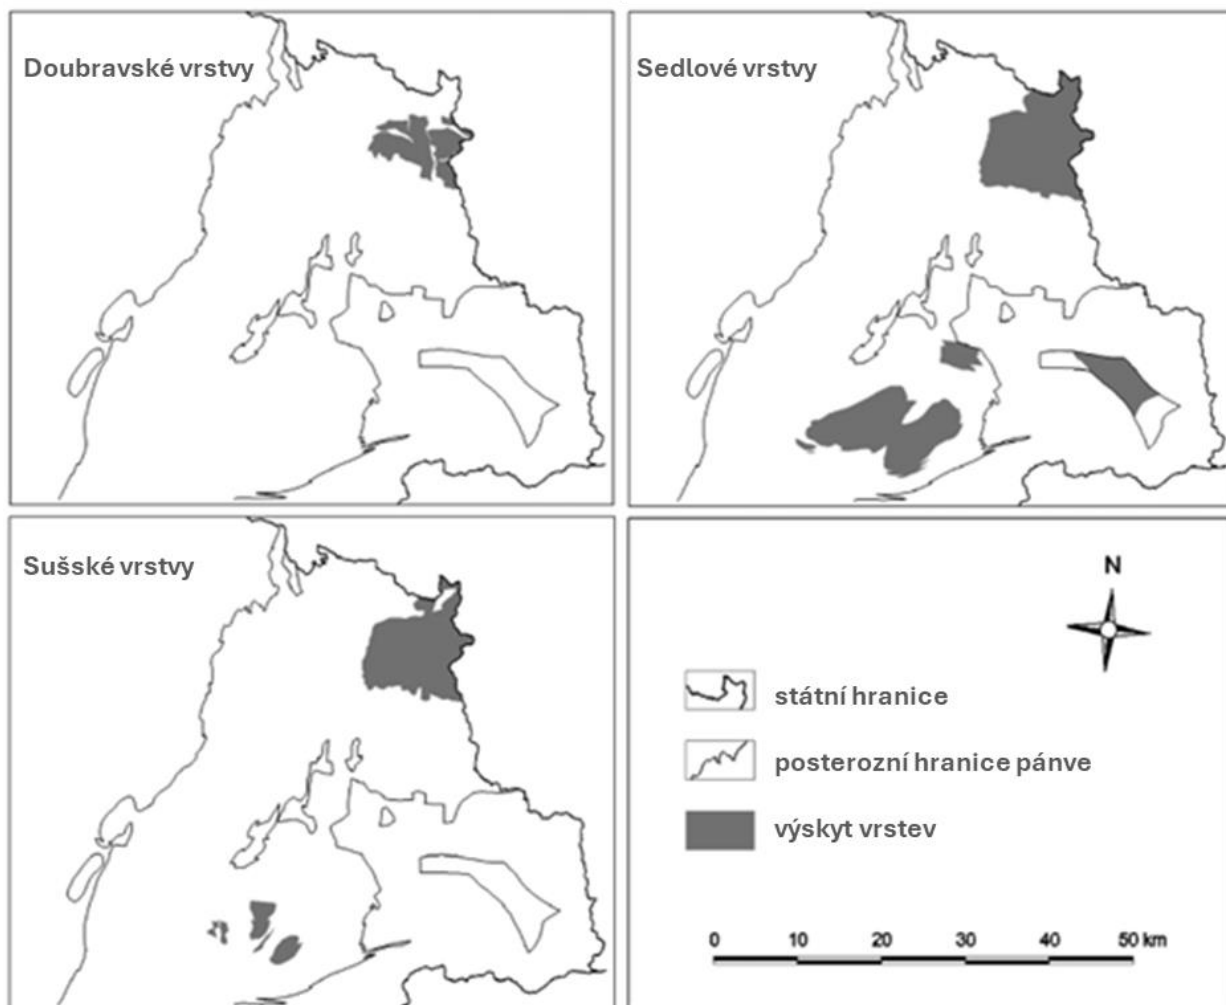 Doubravské vrstvy
Sedlové vrstvy
Sušské vrstvy
N
státní hranice
posterozní hranice pánve
výskyt vrstev
0 10 20 30 40 50 km